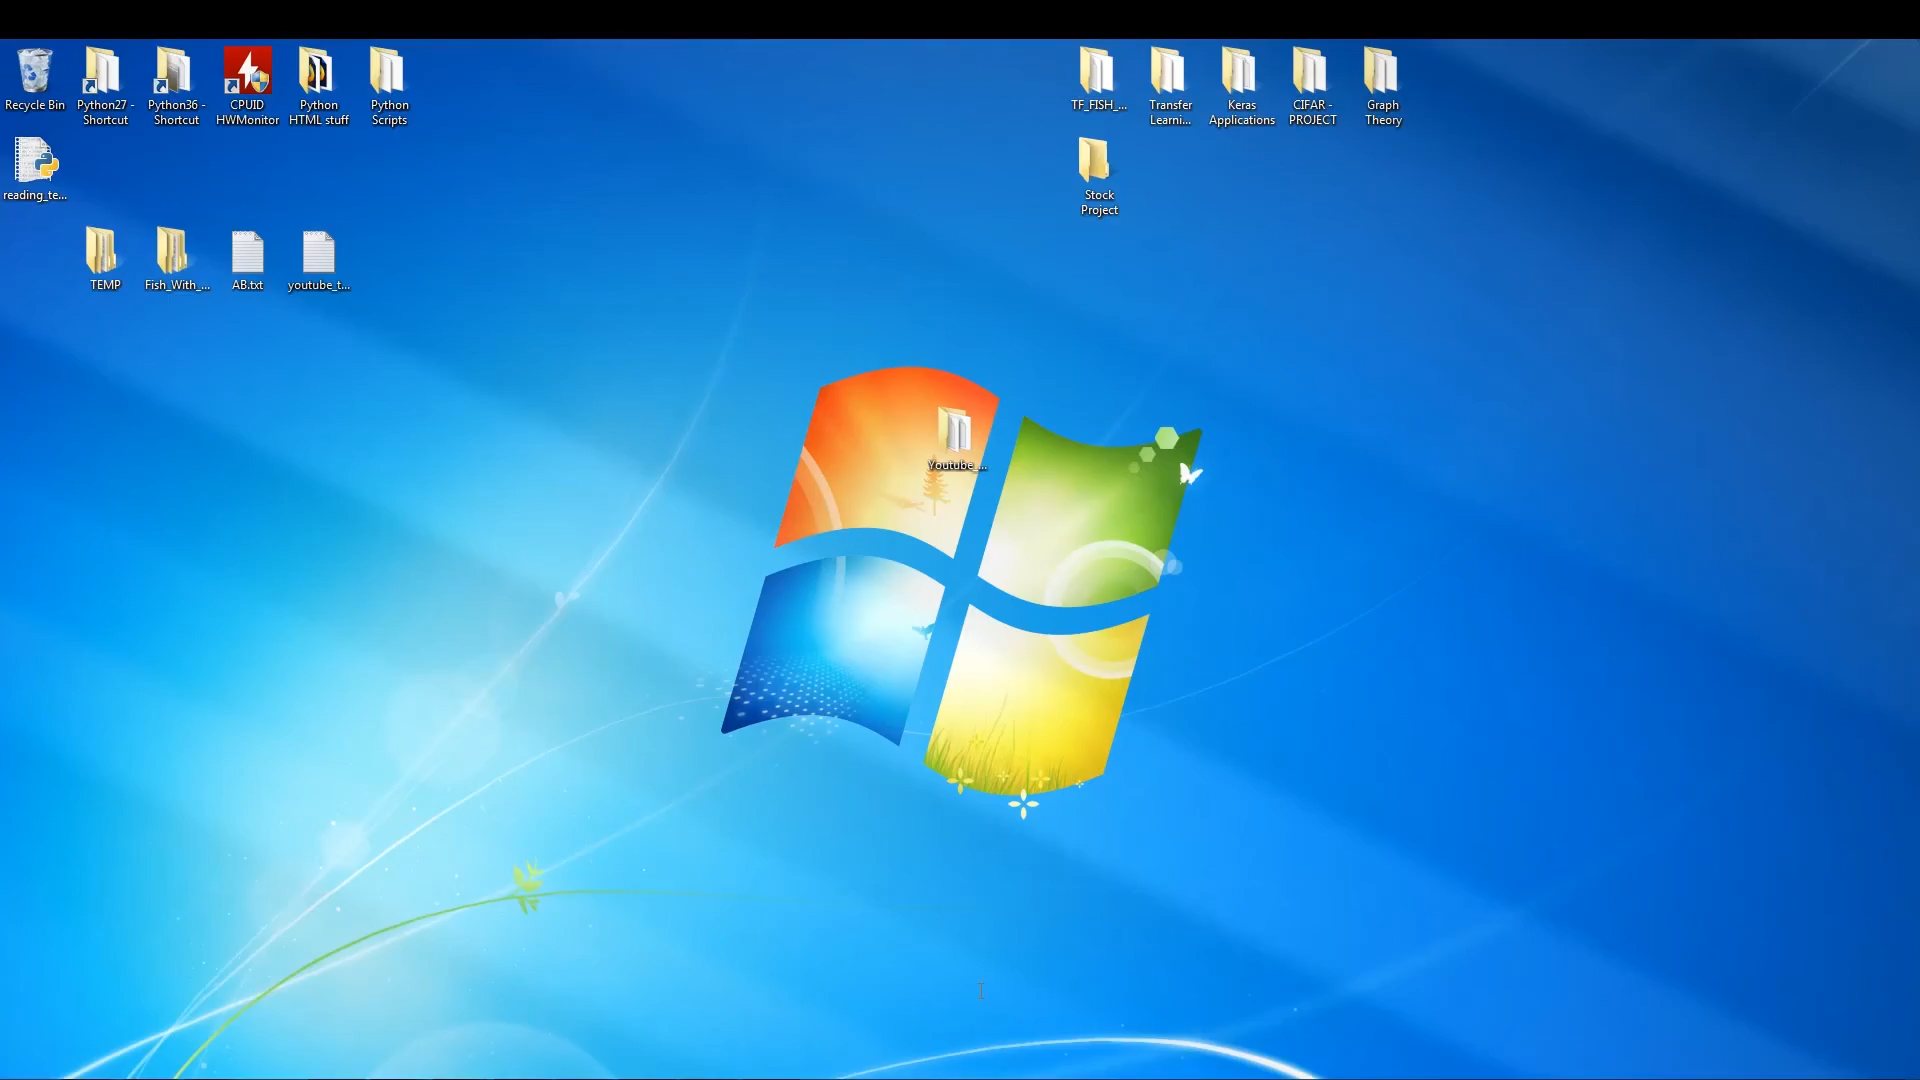 Recycle Bin
Python27 -
Shortcut
Python36 -
Shortcut
CPUID
HWMonitor
Python
HTML stuff
Python
Scripts
TF_FISH_...
Transfer
Learni...
Keras
Applications
CIFAR -
PROJECT
Graph
Theory
reading_te...
Stock
Project
TEMP
Fish_With_...
AB.txt
youtube_t...
Youtube_...